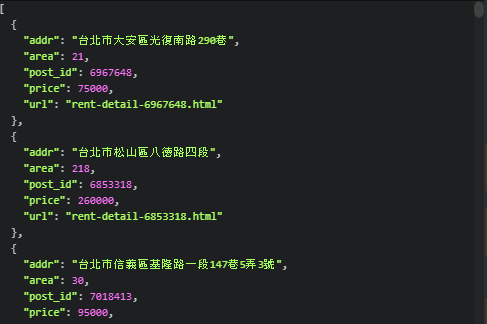 [
  {
    "addr": "台北市大安區光復南路290巷",
    "area": 21,
    "post_id": 6967648,
    "price": 75000,
    "url": "rent-detail-6967648.html"
  },
  {
    "addr": "台北市松山區八德路四段",
    "area": 218,
    "post_id": 6853318,
    "price": 260000,
    "url": "rent-detail-6853318.html"
  },
  {
    "addr": "台北市信義區基隆路一段147巷5弄3號",
    "area": 30,
    "post_id": 7018413,
    "price": 95000,